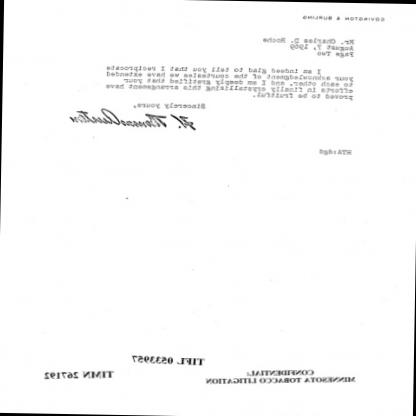 COVINGTON & BURLING
Mr. Charles D. Roche
August 7, 1969
Page Two
I am indeed glad to tell you that I reciprocate
your acknowledgment of the courtesies we have extended
to each other, and I am deeply gratified that your
efforts in finally crystallizing this arrangement have
proved to be fruitful.
Sincerely yours,
H. Thomas Austern
HTA:dgs
TIFL 0533957
CONFIDENTIAL:
MINNESOTA TOBACCO LITIGATION
TIMN 267192